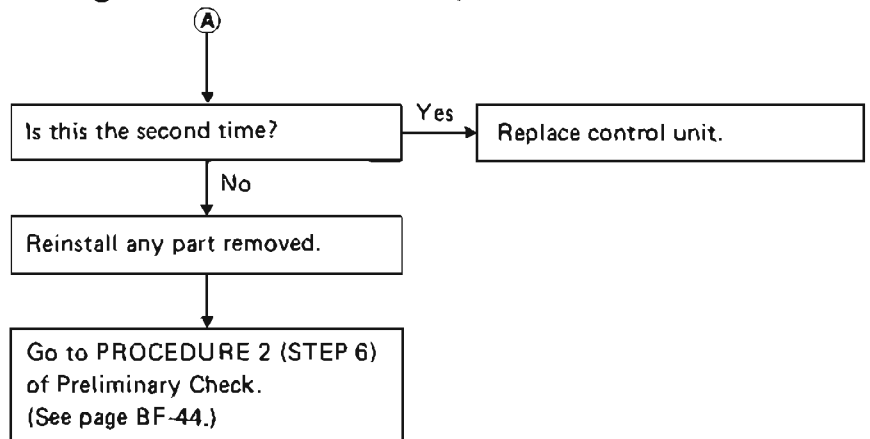 A
Is this the second time?
Yes
Replace control unit.
No
Reinstall any part removed.
Go to PROCEDURE 2 (STEP 6)
of Preliminary Check.
(See page BF-44.)